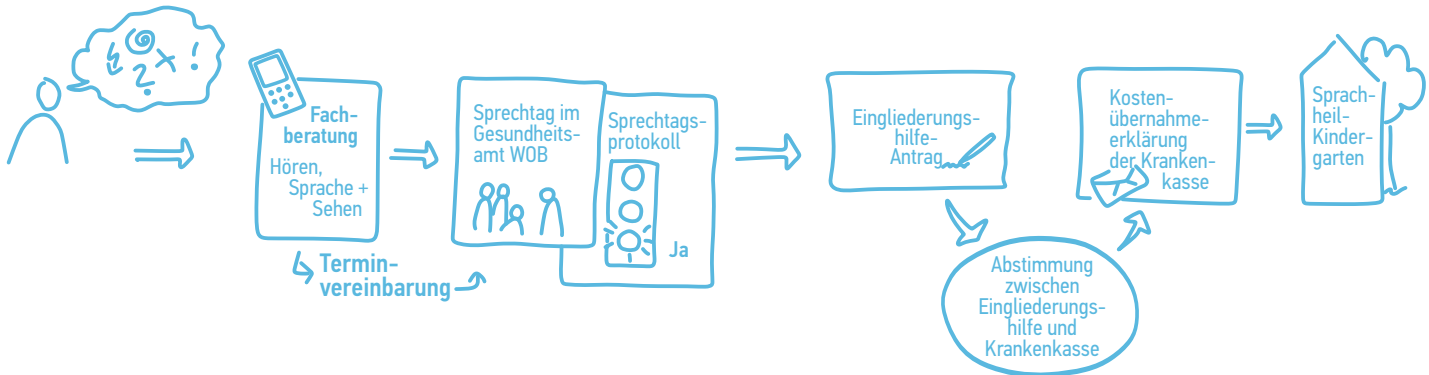 ? x !
Fach-
beratung
Hören,
Sprache +
Sehen
Termin-
vereinbarung
Sprechtag im
Gesundheits-
amt WOB
Sprechtags-
protokoll
Ja
Eingliederungs-
hilfe-
Antrag
Abstimmung
zwischen
Eingliederungs-
hilfe und
Krankenkasse
Kosten-
übernahme-
erklärung
der Kranken-
kasse
Sprach-
heil-
Kinder-
garten